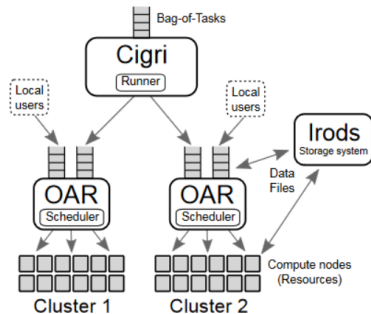 Bag-of-Tasks
Cigri
Runner
Local
users
Local
users
Irods
Storage system
Data
Files
OAR
Scheduler
OAR
Scheduler
Compute nodes
(Resources)
Cluster 1
Cluster 2